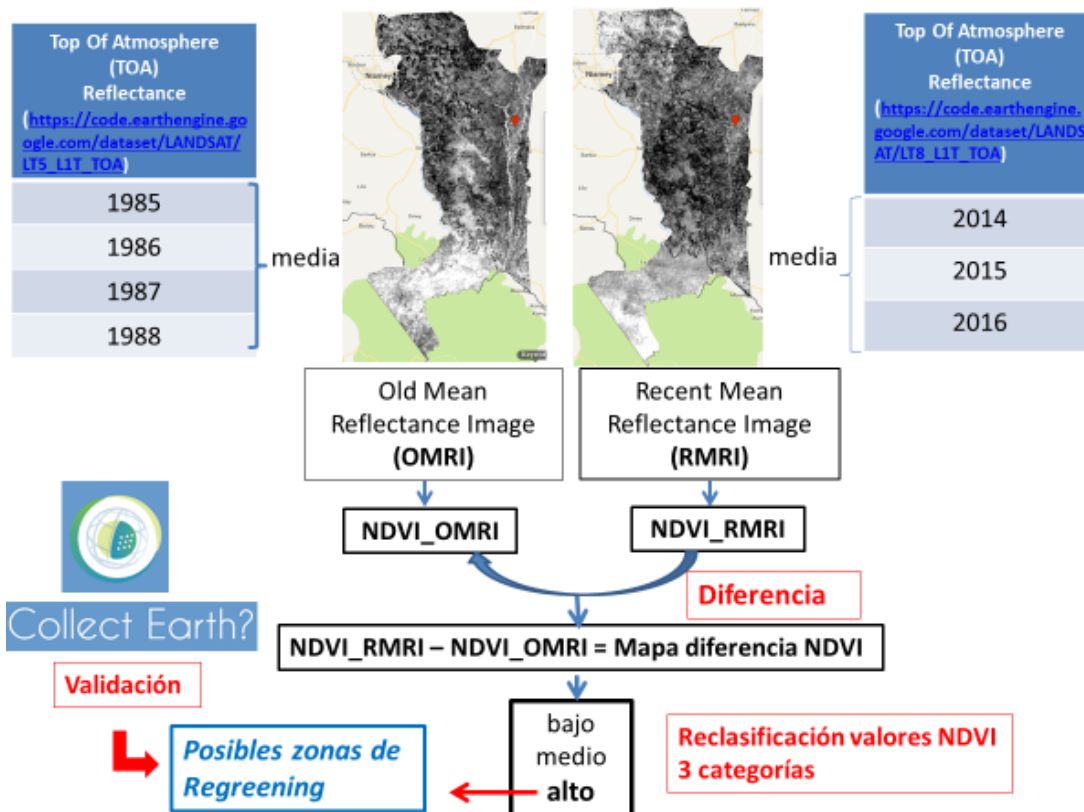 Top Of Atmosphere
(TOA)
Reflectance
(https://code.earthengine.go
ogle.com/dataset/LANDSAT/
LT5_L1T_TOA)
1985
1986
1987
1988
media
Niamey
Top Of Atmosphere
(TOA)
Reflectance
(https://code.earthengine.
google.com/dataset/LANDS
AT/LT8_L1T_TOA)
2014
2015
2016
media
Niamey
Old Mean
Reflectance Image
(OMRI)
Recent Mean
Reflectance Image
(RMRI)
NDVI_OMRI
NDVI_RMRI
Diferencia
Collect Earth?
NDVI_RMRI – NDVI_OMRI = Mapa diferencia NDVI
Validación
Posibles zonas de
Regreening
bajo
medio
alto
Reclasificación valores NDVI
3 categorías